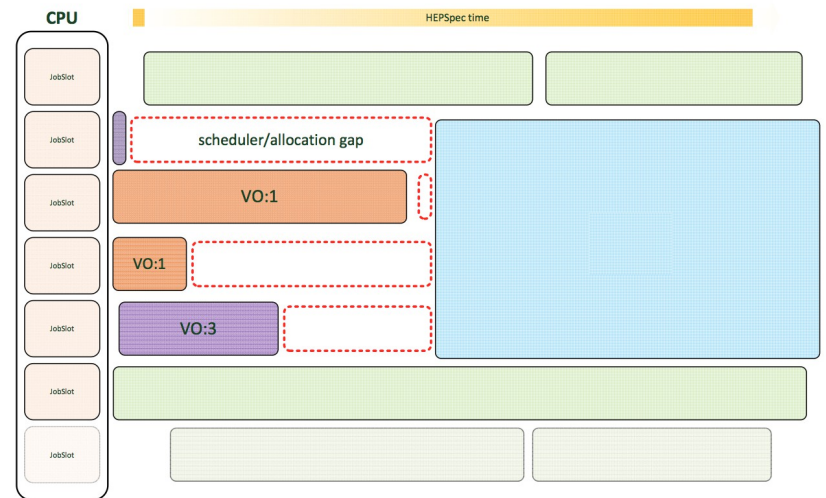 CPU
HEPSpec time
JobSlot
JobSlot
scheduler/allocation gap
JobSlot
VO:1
JobSlot
VO:1
JobSlot
VO:3
JobSlot
JobSlot